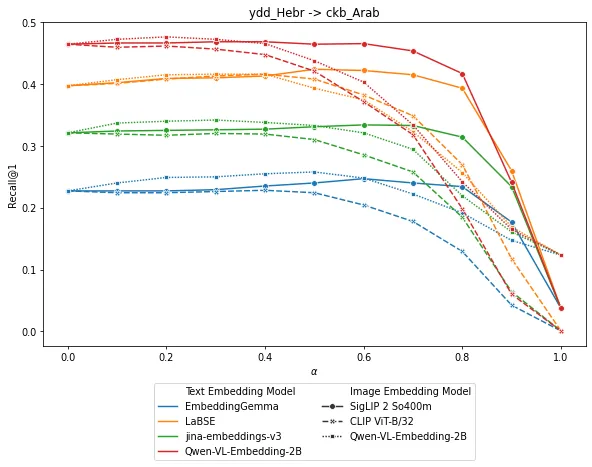 ydd_Hebr -> ckb_Arab
Recall@1
0.5
0.4
0.3
0.2
0.1
0.0
0.0 0.2 0.4 0.6 0.8 1.0
α
Text Embedding Model
EmbeddingGemma
LaBSE
jina-embeddings-v3
Qwen-VL-Embedding-2B
Image Embedding Model
SigLIP 2 So400m
CLIP ViT-B/32
Qwen-VL-Embedding-2B